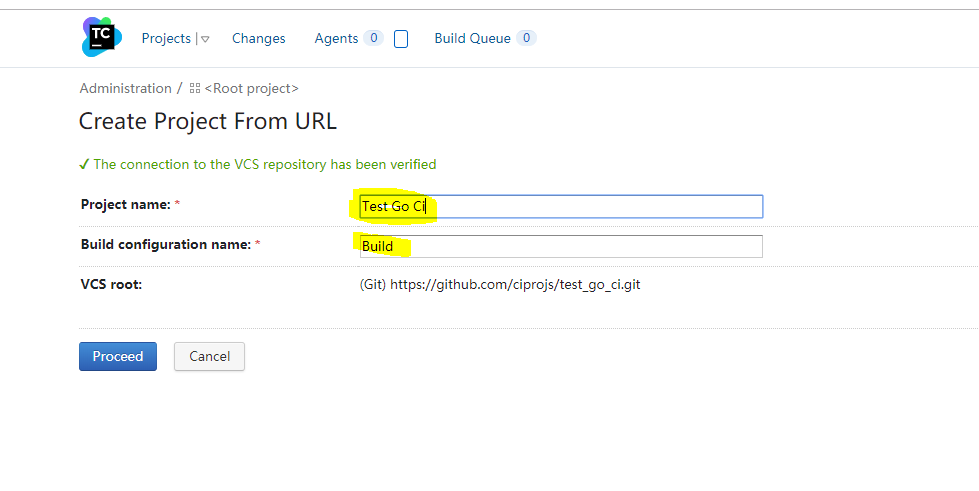 TC
Projects Changes Agents 0 Build Queue 0
Administration / <Root project>
Create Project From URL
✓ The connection to the VCS repository has been verified
Project name: * Test Go Ci
Build configuration name: * Build
VCS root: (Git) https://github.com/ciprojs/test_go_ci.git
Proceed Cancel